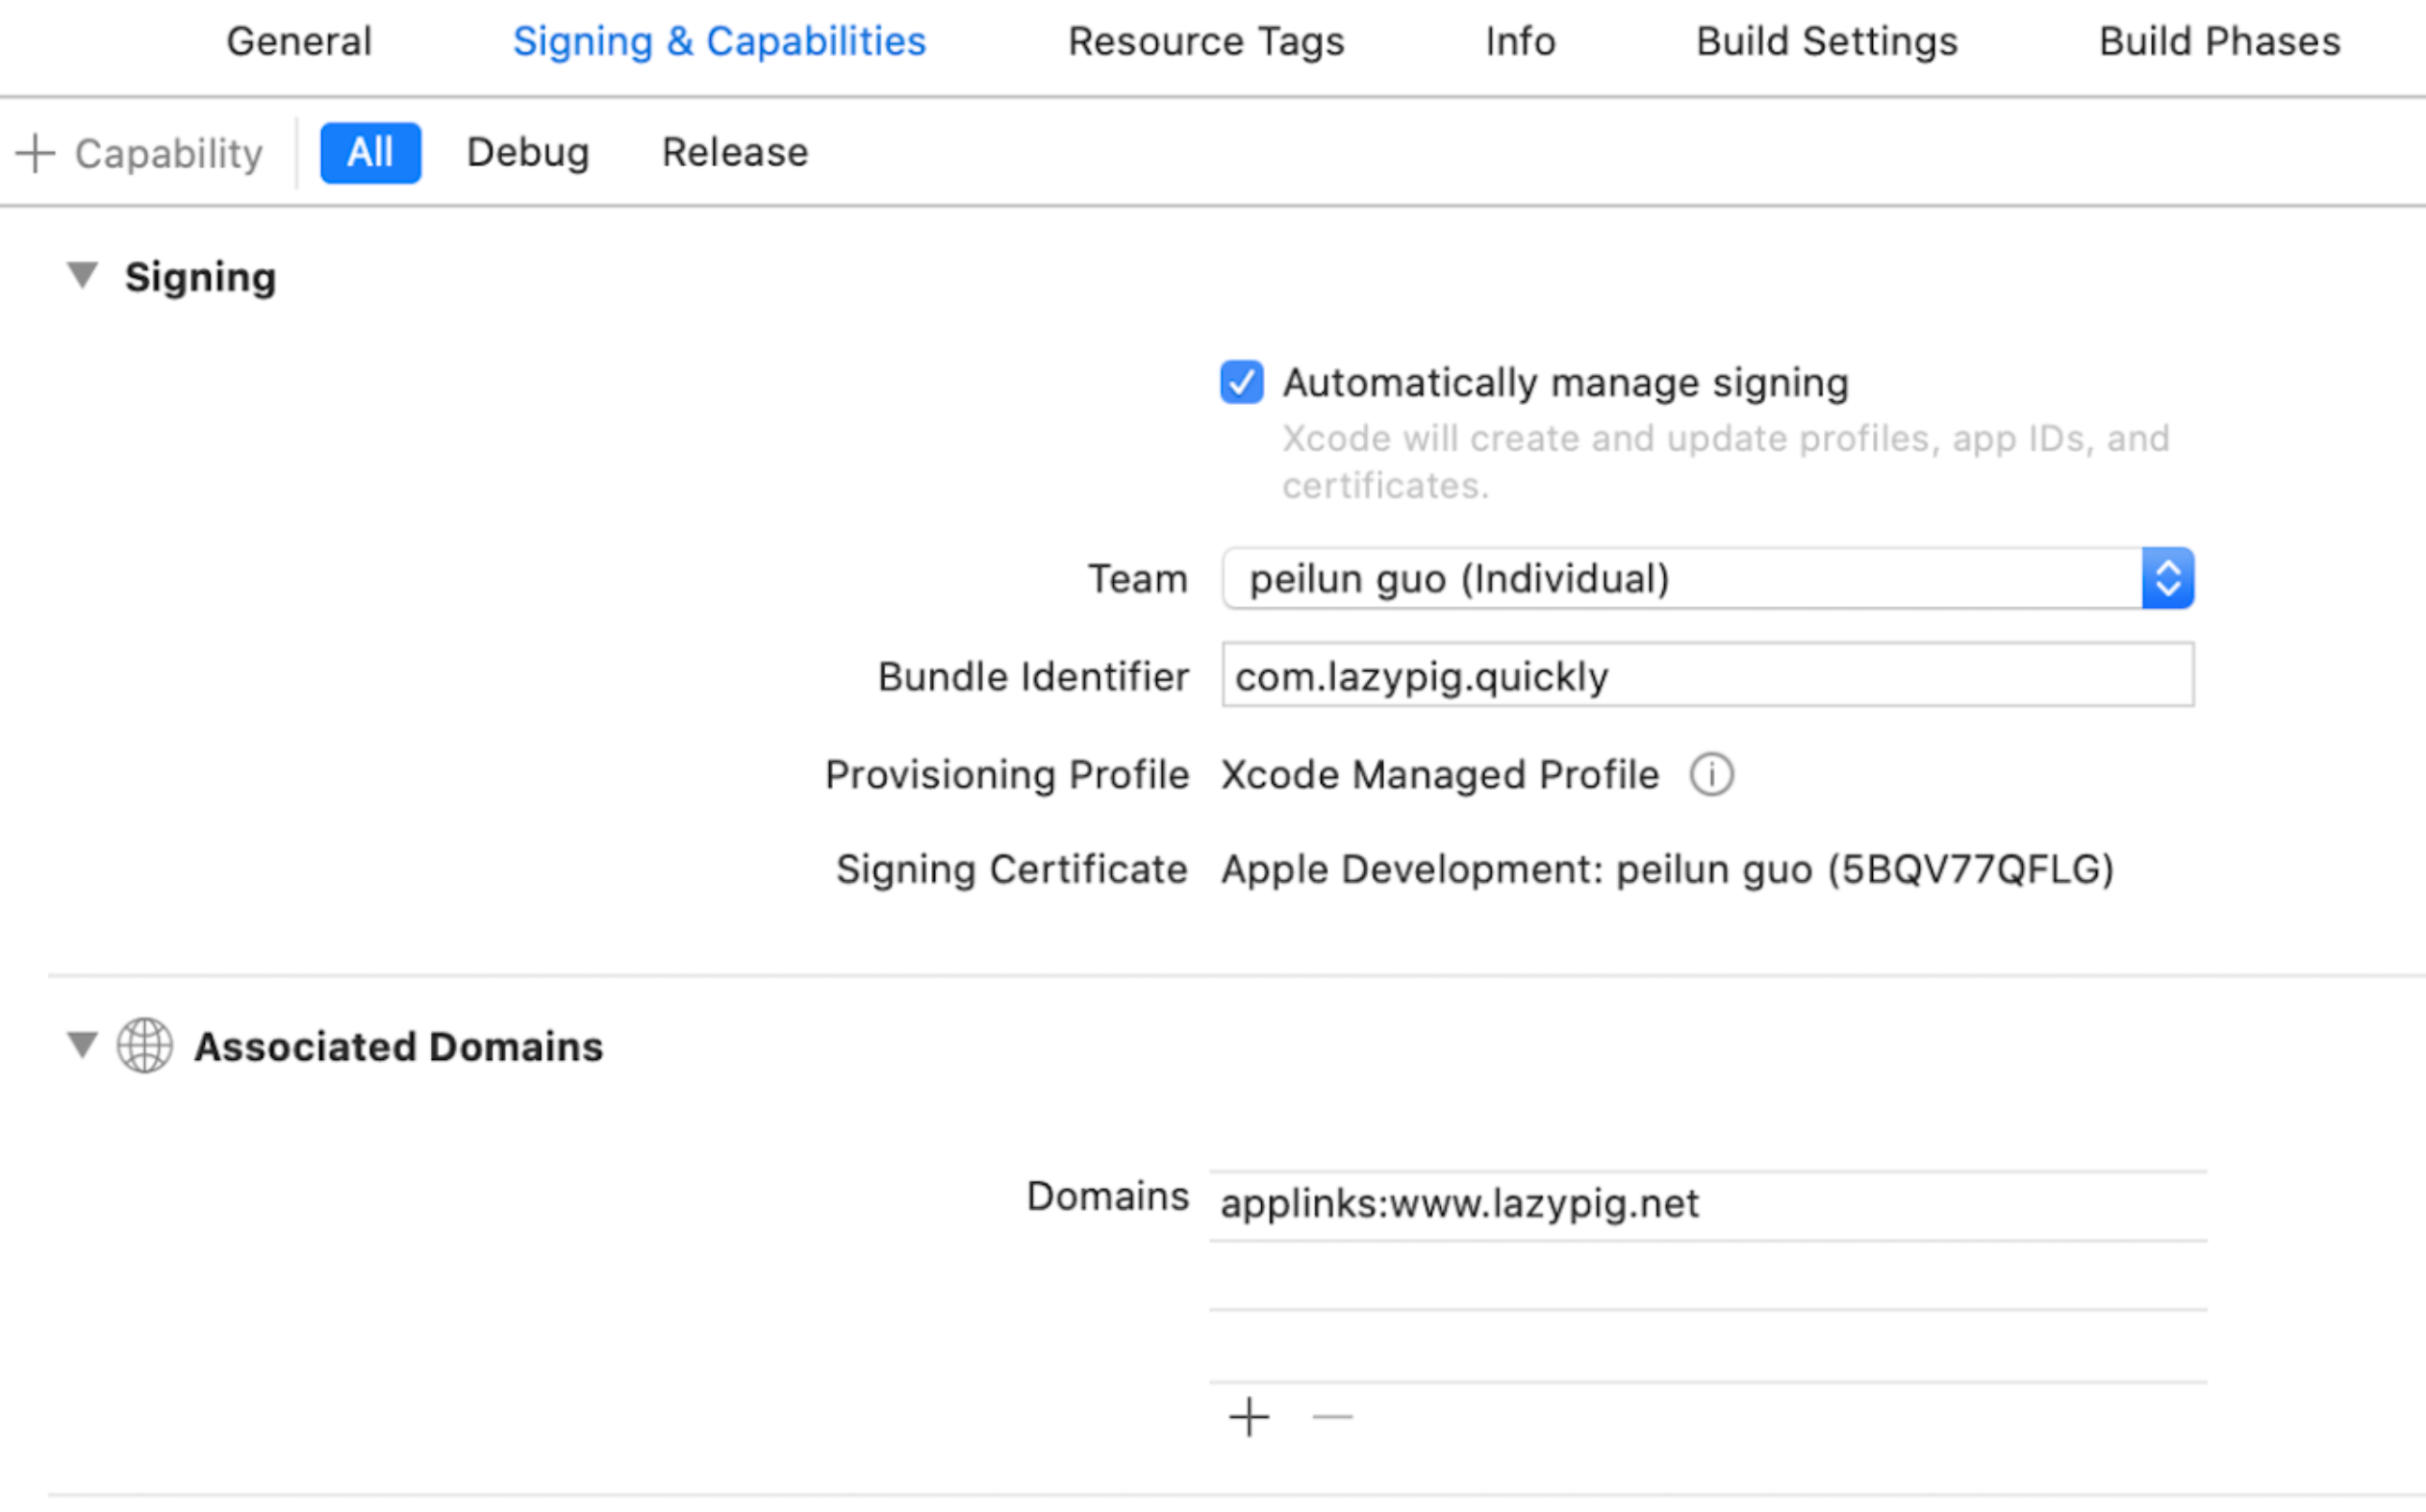 General Signing & Capabilities Resource Tags Info Build Settings Build Phases
+ Capability All Debug Release
Signing
Automatically manage signing
Xcode will create and update profiles, app IDs, and
certificates.
Team peilun guo (Individual)
Bundle Identifier com.lazypig.quickly
Provisioning Profile Xcode Managed Profile
Signing Certificate Apple Development: peilun guo (5BQV77QFLG)
Associated Domains
Domains applinks:www.lazypig.net